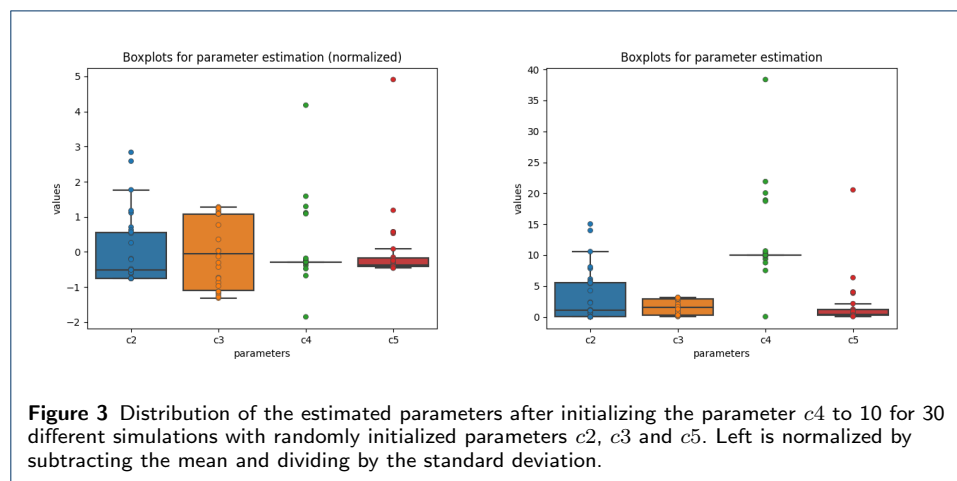 Boxplots for parameter estimation (normalized)
5
4
3
2
1
0
−1
−2
values
c2 c3 c4 c5
parameters
Boxplots for parameter estimation
40
35
30
25
20
15
10
5
0
values
c2 c3 c4 c5
parameters
Figure 3 Distribution of the estimated parameters after initializing the parameter c4 to 10 for 30
different simulations with randomly initialized parameters c2, c3 and c5. Left is normalized by
subtracting the mean and dividing by the standard deviation.